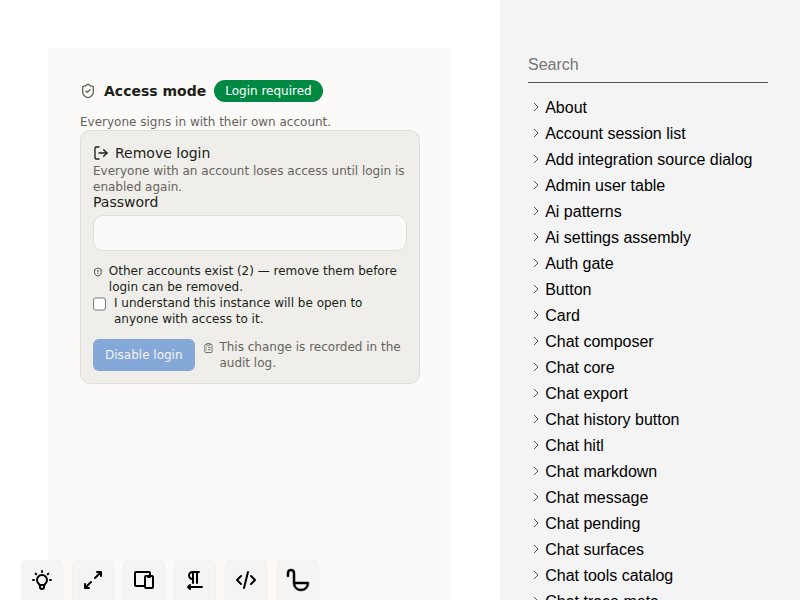 Access mode Login required
Everyone signs in with their own account.
Remove login
Everyone with an account loses access until login is
enabled again.
Password
Other accounts exist (2) — remove them before
login can be removed.
I understand this instance will be open to
anyone with access to it.
Disable login
This change is recorded in the
audit log.
Search
About
Account session list
Add integration source dialog
Admin user table
Ai patterns
Ai settings assembly
Auth gate
Button
Card
Chat composer
Chat core
Chat export
Chat history button
Chat hitl
Chat markdown
Chat message
Chat pending
Chat surfaces
Chat tools catalog
Chat trace meta